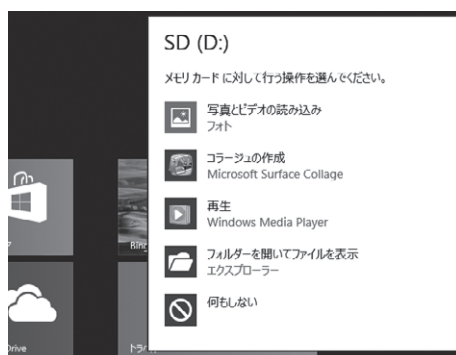 SD (D:)
メモリ カードに対して行う操作を選んでください。
写真とビデオの読み込み
フォト
コラージュの作成
Microsoft Surface Collage
再生
Windows Media Player
フォルダーを開いてファイルを表示
エクスプローラー
何もしない